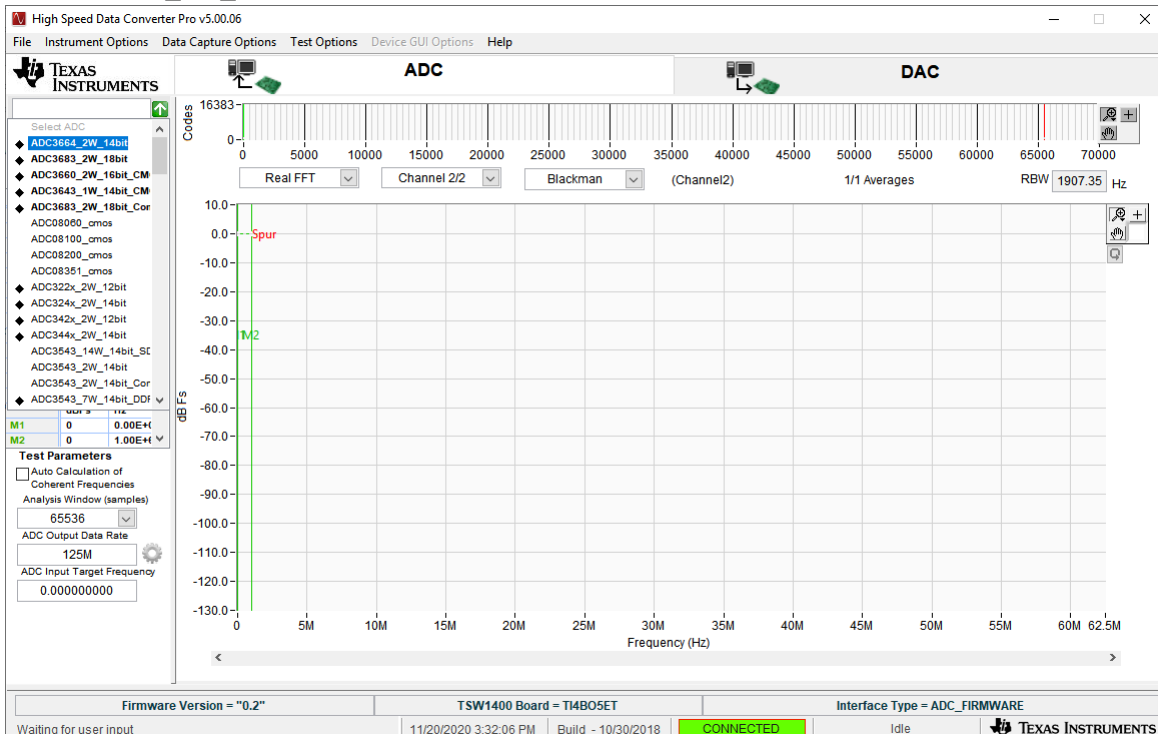 High Speed Data Converter Pro v5.00.06
File Instrument Options Data Capture Options Test Options Device GUI Options Help
TEXAS INSTRUMENTS
ADC
DAC
Select ADC
ADC3664_2W_14bit
ADC3683_2W_18bit
ADC3660_2W_16bit_CM
ADC3643_1W_14bit_CM
ADC3683_2W_18bit_Cor
ADC08060_cmos
ADC08100_cmos
ADC08200_cmos
ADC08351_cmos
ADC322x_2W_12bit
ADC324x_2W_14bit
ADC342x_2W_12bit
ADC344x_2W_14bit
ADC3543_14W_14bit_SD
ADC3543_2W_14bit
ADC3543_2W_14bit_Cor
ADC3543_7W_14bit_DDR
dBFs Hz
M1 0 0.00E+0
M2 0 1.00E+6
Test Parameters
Auto Calculation of
Coherent Frequencies
Analysis Window (samples)
65536
ADC Output Data Rate
125M
ADC Input Target Frequency
0.000000000
Codes
16383
0
0 5000 10000 15000 20000 25000 30000 35000 40000 45000 50000 55000 60000 65000 70000
Real FFT Channel 2/2 Blackman (Channel2) 1/1 Averages RBW 1907.35 Hz
10.0
0.0
Spur
-10.0
-20.0
-30.0
M2
-40.0
-50.0
dB Fs
-60.0
-70.0
-80.0
-90.0
-100.0
-110.0
-120.0
-130.0
0 5M 10M 15M 20M 25M 30M 35M 40M 45M 50M 55M 60M 62.5M
Frequency (Hz)
Firmware Version = "0.2" TSW1400 Board = TI4BO5ET Interface Type = ADC_FIRMWARE
Waiting for user input 11/20/2020 3:32:06 PM Build - 10/30/2018 CONNECTED Idle TEXAS INSTRUMENTS